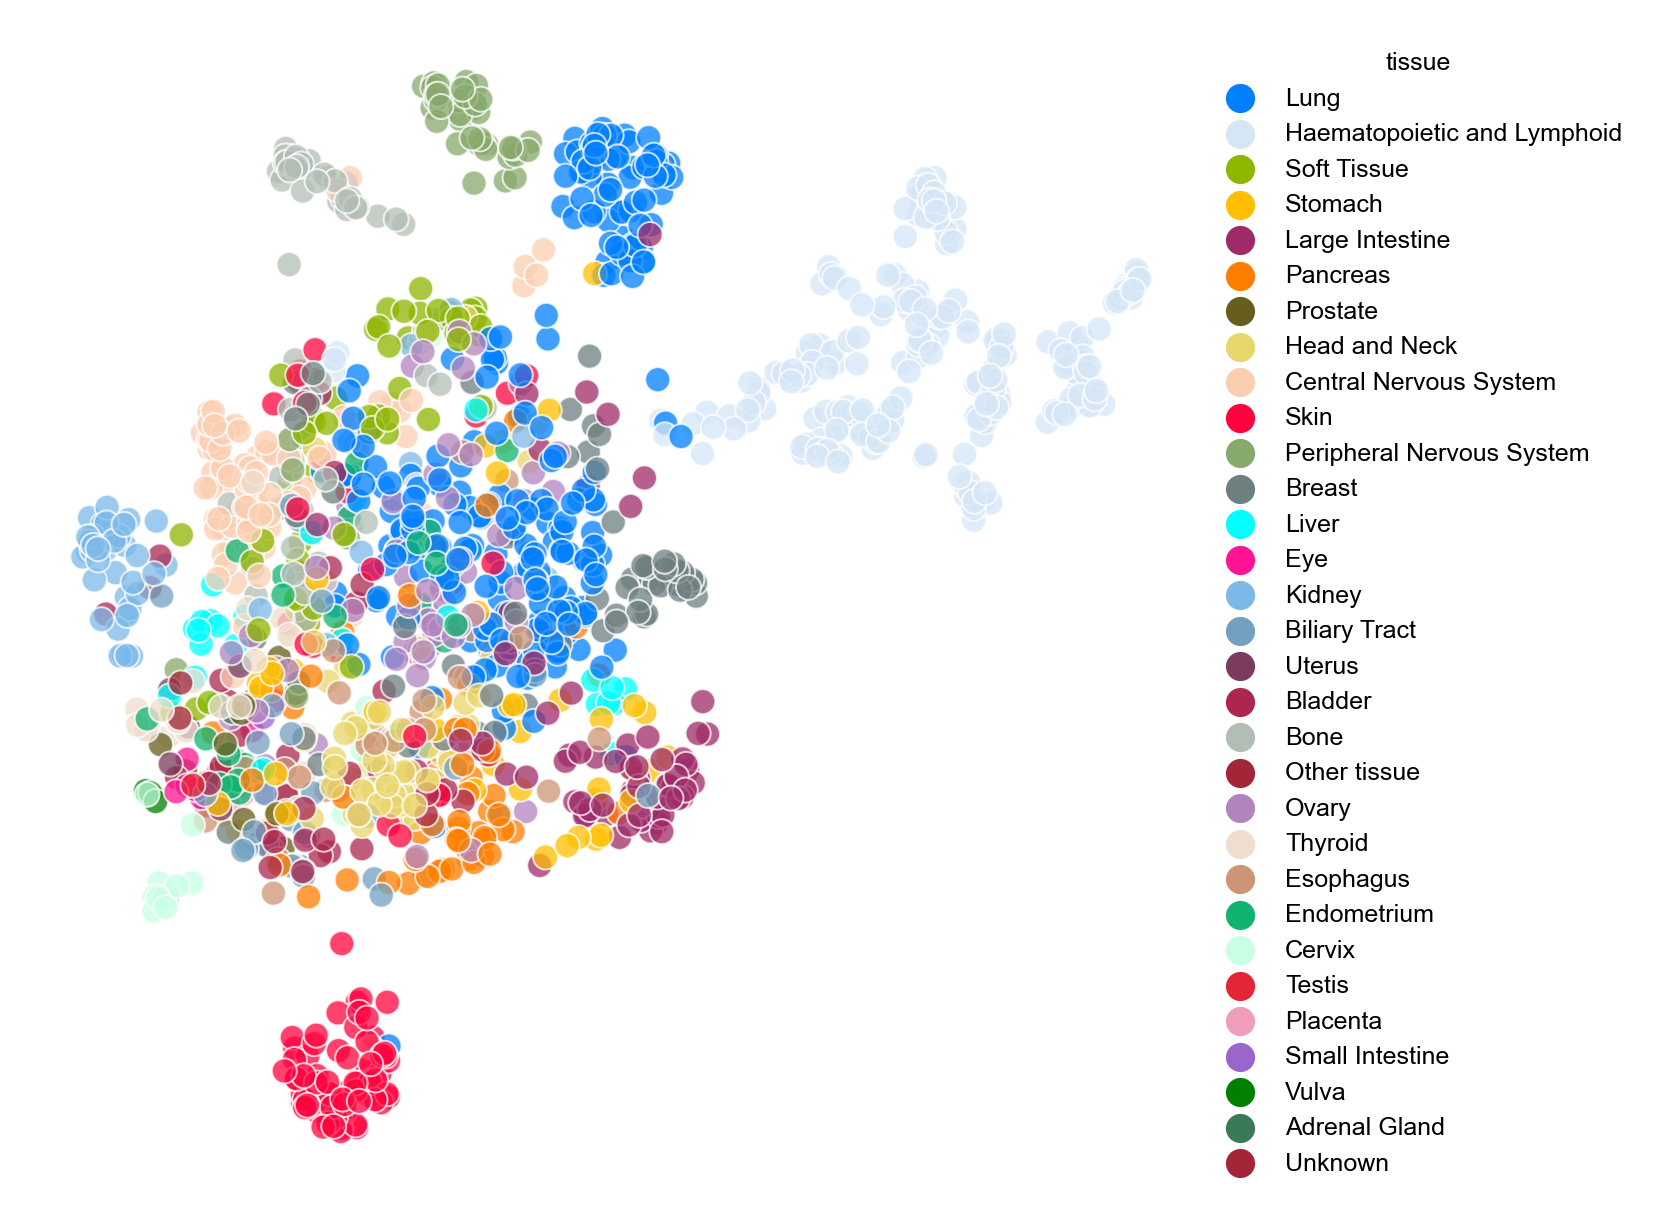 tissue
Lung
Haematopoietic and Lymphoid
Soft Tissue
Stomach
Large Intestine
Pancreas
Prostate
Head and Neck
Central Nervous System
Skin
Peripheral Nervous System
Breast
Liver
Eye
Kidney
Biliary Tract
Uterus
Bladder
Bone
Other tissue
Ovary
Thyroid
Esophagus
Endometrium
Cervix
Testis
Placenta
Small Intestine
Vulva
Adrenal Gland
Unknown